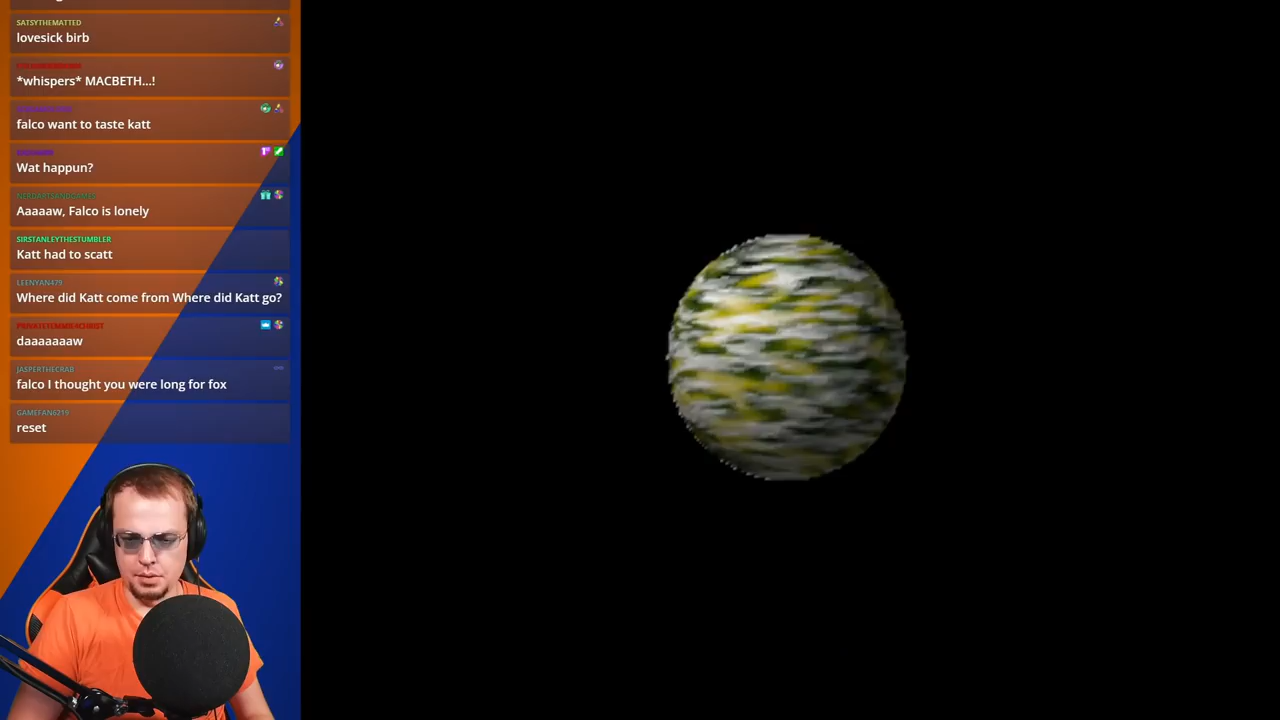 SATSYTHEMATTED
lovesick birb
*whispers* MACBETH...!
falco want to taste katt
Wat happun?
Aaaaaw, Falco is lonely
SIRSTANLEYTHESTUMBLER
Katt had to scatt
LEENYAN479
Where did Katt come from Where did Katt go?
daaaaaaaw
JASPERTHECRAB
falco I thought you were long for fox
GAMEFAN6219
reset